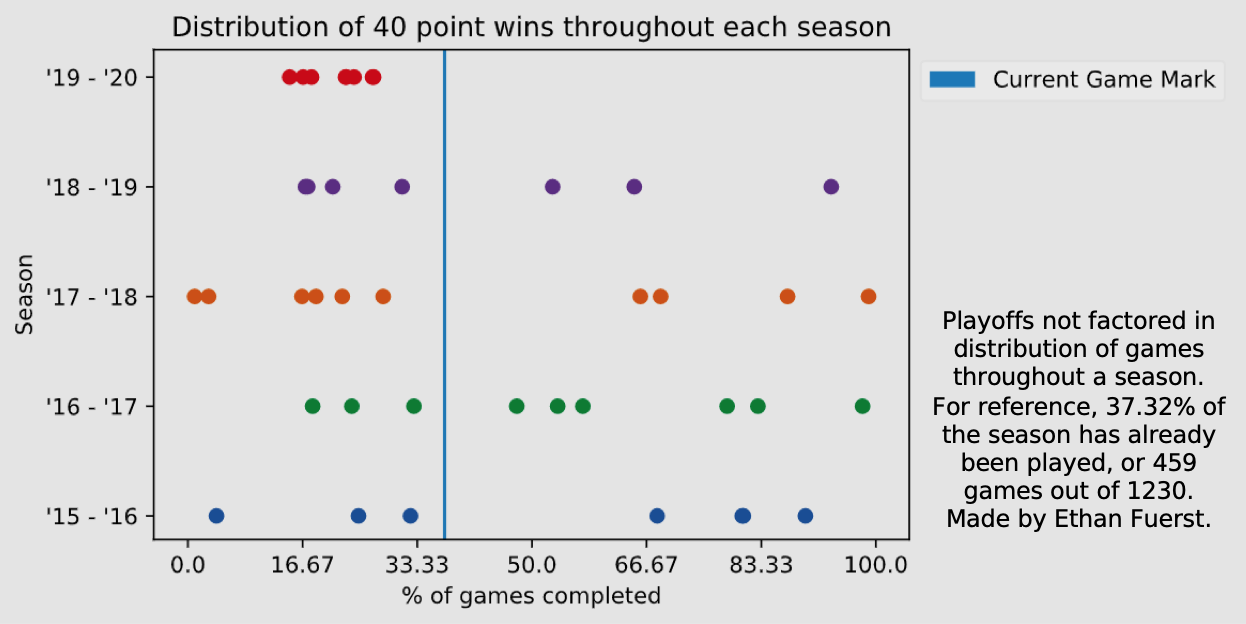 Distribution of 40 point wins throughout each season
'19 - '20
'18 - '19
'17 - '18
'16 - '17
'15 - '16
Season
0.0 16.67 33.33 50.0 66.67 83.33 100.0
% of games completed
Current Game Mark
Playoffs not factored in
distribution of games
throughout a season.
For reference, 37.32% of
the season has already
been played, or 459
games out of 1230.
Made by Ethan Fuerst.